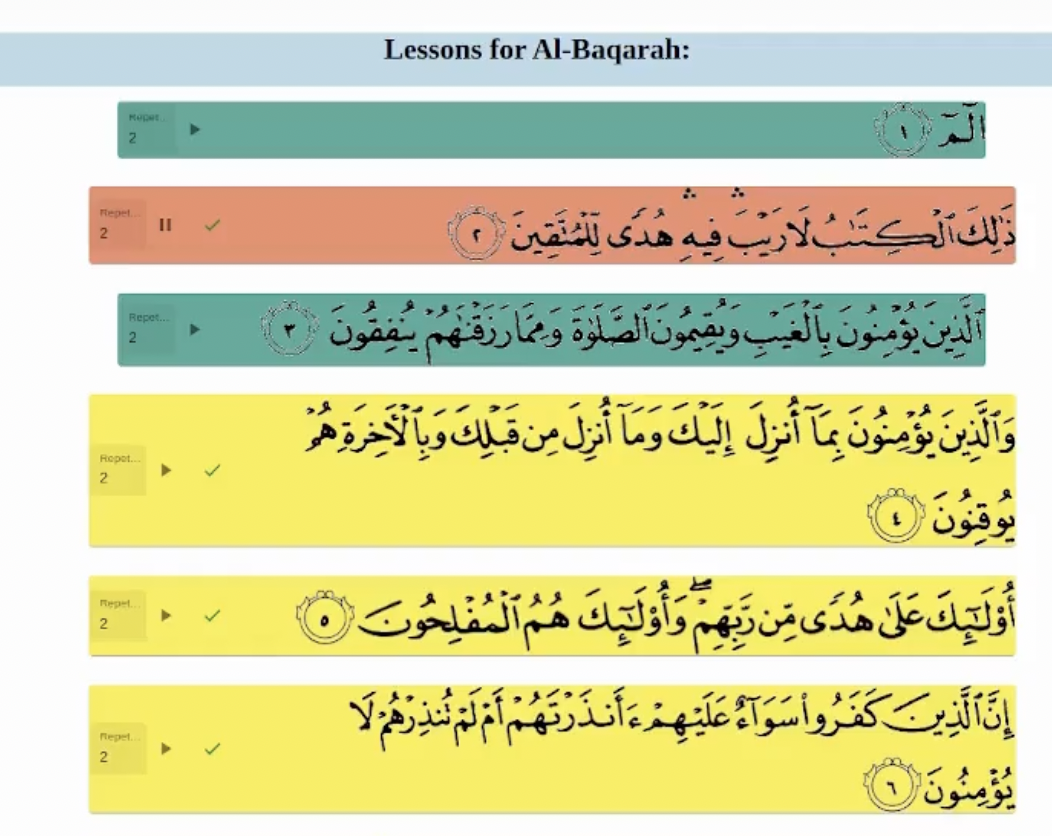 Lessons for Al-Baqarah:
Repet...
2
الٓمٓ ١
Repet...
2
ذَٰلِكَ ٱلْكِتَٰبُ لَا رَيْبَ ۛ فِيهِ ۛ هُدًى لِّلْمُتَّقِينَ ٢
Repet...
2
ٱلَّذِينَ يُؤْمِنُونَ بِٱلْغَيْبِ وَيُقِيمُونَ ٱلصَّلَوٰةَ وَمِمَّا رَزَقْنَٰهُمْ يُنفِقُونَ ٣
Repet...
2
وَٱلَّذِينَ يُؤْمِنُونَ بِمَآ أُنزِلَ إِلَيْكَ وَمَآ أُنزِلَ مِن قَبْلِكَ وَبِٱلْأَخِرَةِ هُمْ
يُوقِنُونَ ٤
Repet...
2
أُو۟لَٰٓئِكَ عَلَىٰ هُدًى مِّن رَّبِّهِمْ ۖ وَأُو۟لَٰٓئِكَ هُمُ ٱلْمُفْلِحُونَ ٥
Repet...
2
إِنَّ ٱلَّذِينَ كَفَرُوا۟ سَوَآءٌ عَلَيْهِمْ ءَأَنذَرْتَهُمْ أَمْ لَمْ تُنذِرْهُمْ لَا
يُؤْمِنُونَ ٦